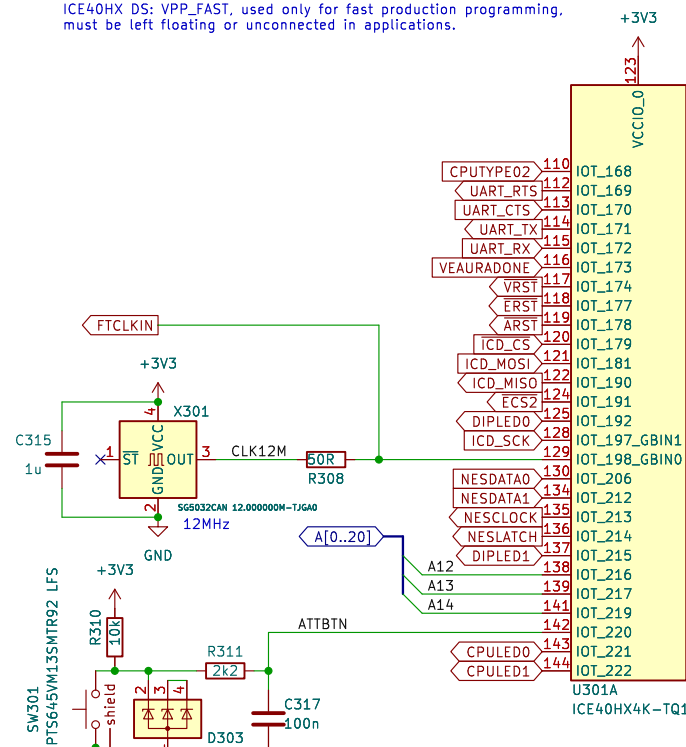 ICE40HX DS: VPP_FAST, used only for fast production programming,
must be left floating or unconnected in applications.
+3V3
123
VCCIO_0
CPUTYPE02 110 IOT_168
UART_RTS 112 IOT_169
UART_CTS 113 IOT_170
UART_TX 114 IOT_171
UART_RX 115 IOT_172
VEAURADONE 116 IOT_173
VRST 117 IOT_174
ERST 118 IOT_177
ARST 119 IOT_178
ICD_CS 120 IOT_179
ICD_MOSI 121 IOT_181
ICD_MISO 122 IOT_190
ECS2 124 IOT_191
DIPLED0 125 IOT_192
ICD_SCK 128 IOT_197_GBIN1
129 IOT_198_GBIN0
NESDATA0 130 IOT_206
NESDATA1 134 IOT_212
NESCLOCK 135 IOT_213
NESLATCH 136 IOT_214
DIPLED1 137 IOT_215
A12 138 IOT_216
A13 139 IOT_217
A14 141 IOT_219
ATTBTN 142 IOT_220
CPULED0 143 IOT_221
CPULED1 144 IOT_222
U301A
ICE40HX4K-TQ1
FTCLKIN
+3V3
X301
4
VCC
C315
1u
1 ST OUT 3
CLK12M
50R
R308
GND
2
SG5032CAN 12.000000M-TJGA0
12MHz
GND
A[0..20]
+3V3
R310
10k
R311
2k2
SW301
PTS645VM13SMTR92 LFS
shield
2 3 4
D303
C317
100n